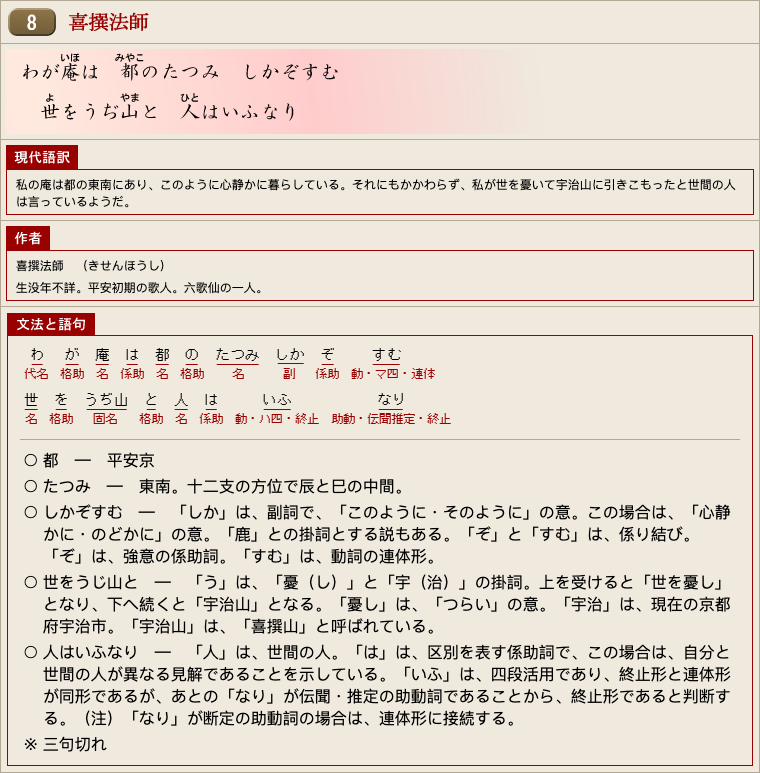 8 喜撰法師
いほ みやこ
わが庵は 都のたつみ しかぞすむ
よ やま ひと
世をうぢ山と 人はいふなり
現代語訳
私の庵は都の東南にあり、このように心静かに暮らしている。それにもかかわらず、私が世を憂いて宇治山に引きこもったと世間の人
は言っているようだ。
作者
喜撰法師 （きせんほうし）
生没年不詳。平安初期の歌人。六歌仙の一人。
文法と語句
わ が 庵 は 都 の たつみ しか ぞ すむ
代名 格助 名 係助 名 格助 名 副 係助 動・マ四・連体
世 を うぢ山 と 人 は いふ なり
名 格助 固名 格助 名 係助 動・ハ四・終止 助動・伝聞推定・終止
○ 都 ― 平安京
○ たつみ ― 東南。十二支の方位で辰と巳の中間。
○ しかぞすむ ― 「しか」は、副詞で、「このように・そのように」の意。この場合は、「心静
かに・のどかに」の意。「鹿」との掛詞とする説もある。「ぞ」と「すむ」は、係り結び。
「ぞ」は、強意の係助詞。「すむ」は、動詞の連体形。
○ 世をうじ山と ― 「う」は、「憂（し）」と「宇（治）」の掛詞。上を受けると「世を憂し」
となり、下へ続くと「宇治山」となる。「憂し」は、「つらい」の意。「宇治」は、現在の京都
府宇治市。「宇治山」は、「喜撰山」と呼ばれている。
○ 人はいふなり ― 「人」は、世間の人。「は」は、区別を表す係助詞で、この場合は、自分と
世間の人が異なる見解であることを示している。「いふ」は、四段活用であり、終止形と連体形
が同形であるが、あとの「なり」が伝聞・推定の助動詞であることから、終止形であると判断す
る。（注）「なり」が断定の助動詞の場合は、連体形に接続する。
※ 三句切れ